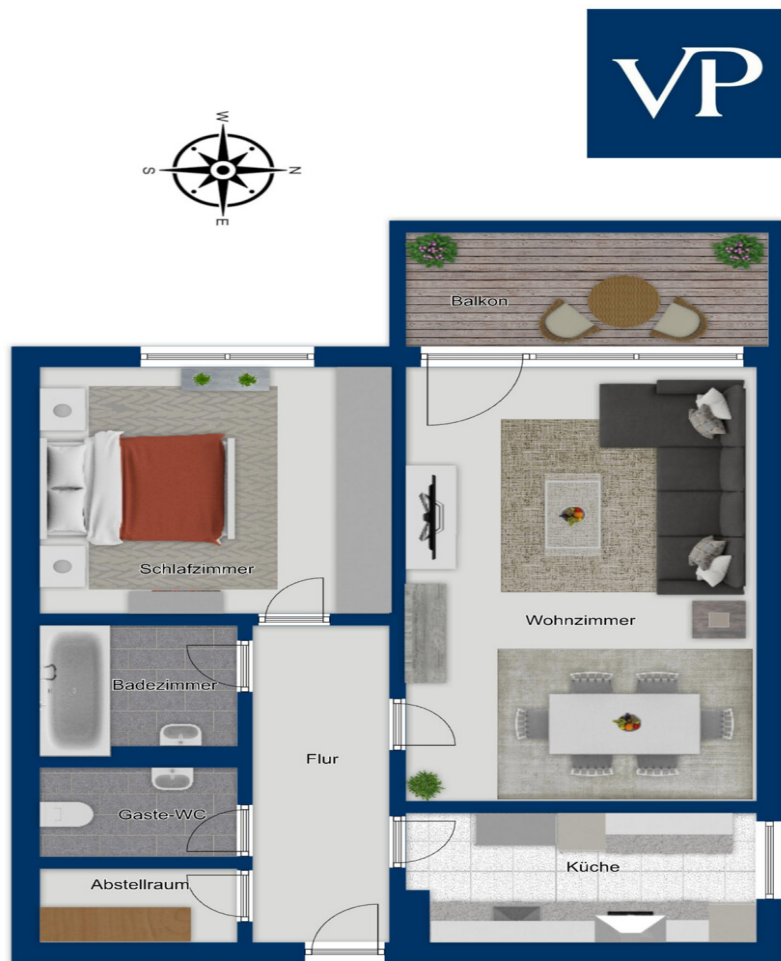 VP
W
S
N
E
Balkon
Schlafzimmer
Wohnzimmer
Badezimmer
Flur
Gäste-WC
Küche
Abstellraum